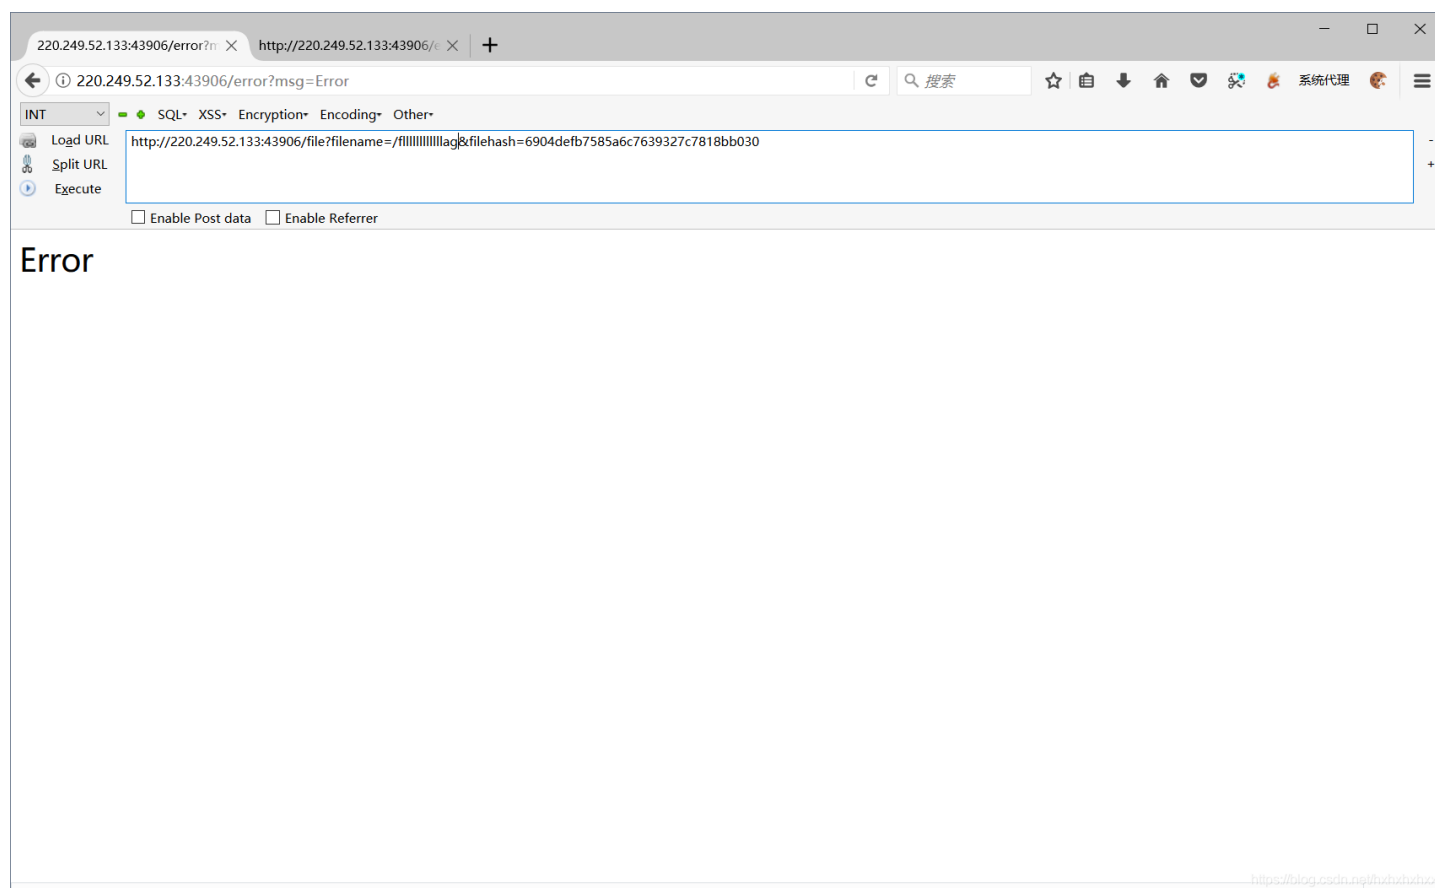 220.249.52.133:43906/error?m
http://220.249.52.133:43906/e
220.249.52.133:43906/error?msg=Error
搜索
系统代理
INT
SQL
XSS
Encryption
Encoding
Other
Load URL
http://220.249.52.133:43906/file?filename=/fllllllllllllag&filehash=6904defb7585a6c7639327c7818bb030
Split URL
Execute
Enable Post data
Enable Referrer
Error